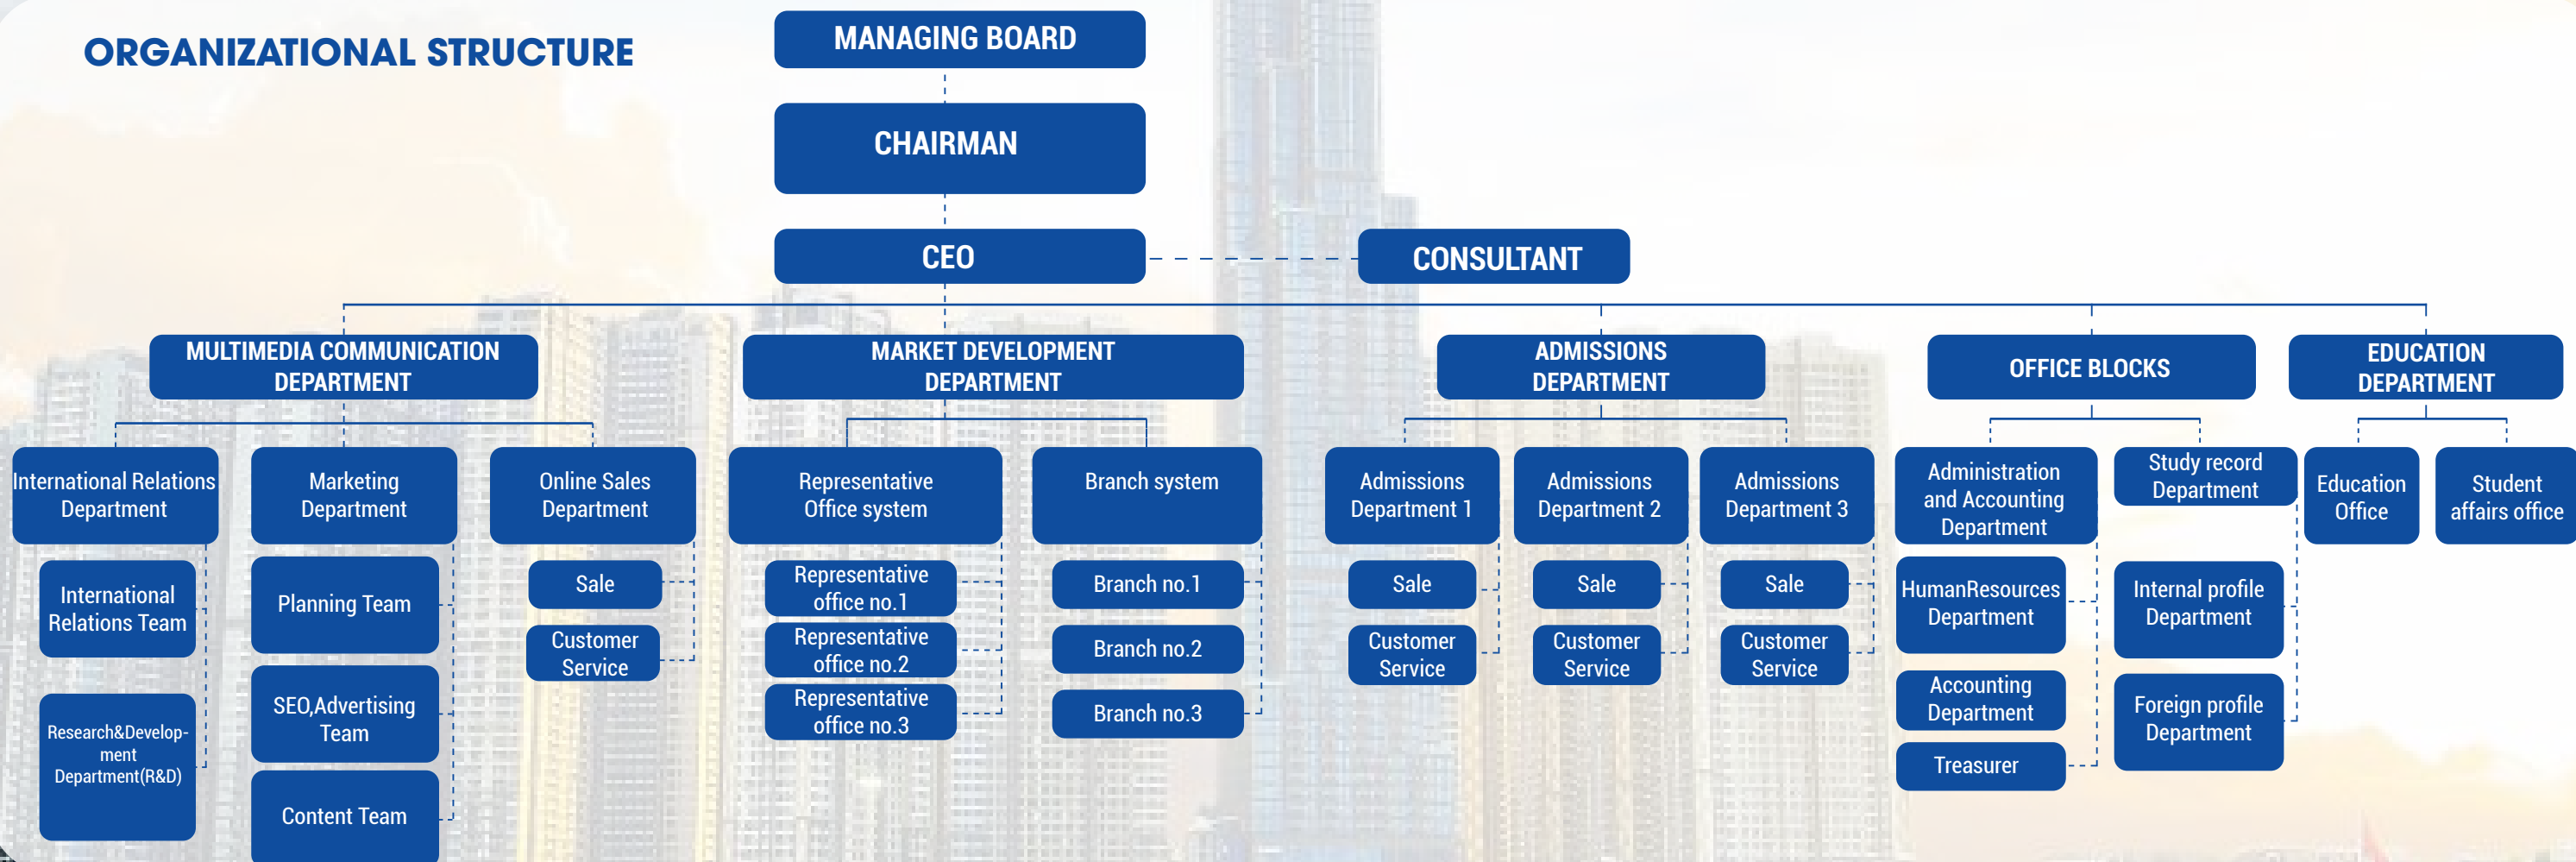 ORGANIZATIONAL STRUCTURE
MANAGING BOARD
CHAIRMAN
CEO
CONSULTANT
MULTIMEDIA COMMUNICATION
DEPARTMENT
MARKET DEVELOPMENT
DEPARTMENT
ADMISSIONS
DEPARTMENT
OFFICE BLOCKS
EDUCATION
DEPARTMENT
International Relations
Department
Marketing
Department
Online Sales
Department
Representative
Office system
Branch system
Admissions
Department 1
Admissions
Department 2
Admissions
Department 3
Administration
and Accounting
Department
Study record
Department
Education
Office
Student
affairs office
International
Relations Team
Research&Develop-
ment
Department(R&D)
Planning Team
SEO,Advertising
Team
Content Team
Sale
Customer
Service
Representative
office no.1
Representative
office no.2
Representative
office no.3
Branch no.1
Branch no.2
Branch no.3
Sale
Customer
Service
Sale
Customer
Service
Sale
Customer
Service
HumanResources
Department
Accounting
Department
Treasurer
Internal profile
Department
Foreign profile
Department